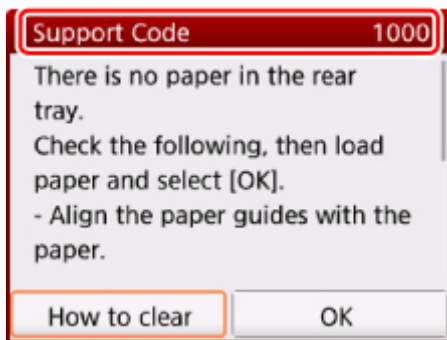 Support Code 1000
There is no paper in the rear
tray.
Check the following, then load
paper and select [OK].
- Align the paper guides with the
paper.
How to clear OK